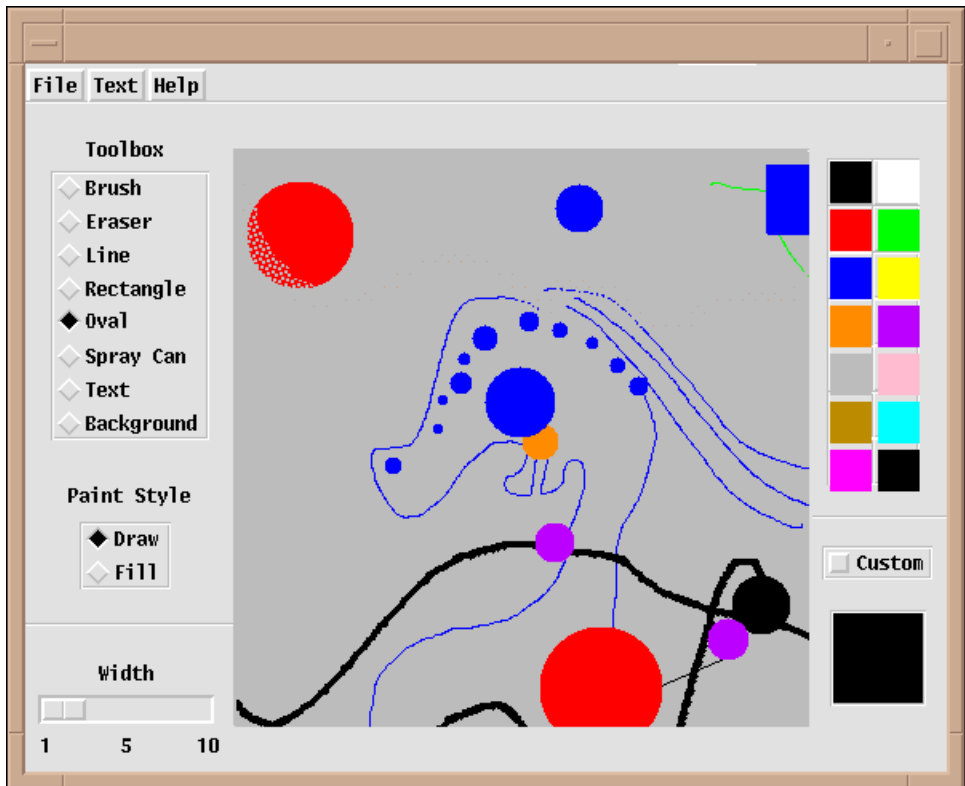 File Text Help
Toolbox
Brush
Eraser
Line
Rectangle
Oval
Spray Can
Text
Background
Paint Style
Draw
Fill
Custom
Width
1 5 10